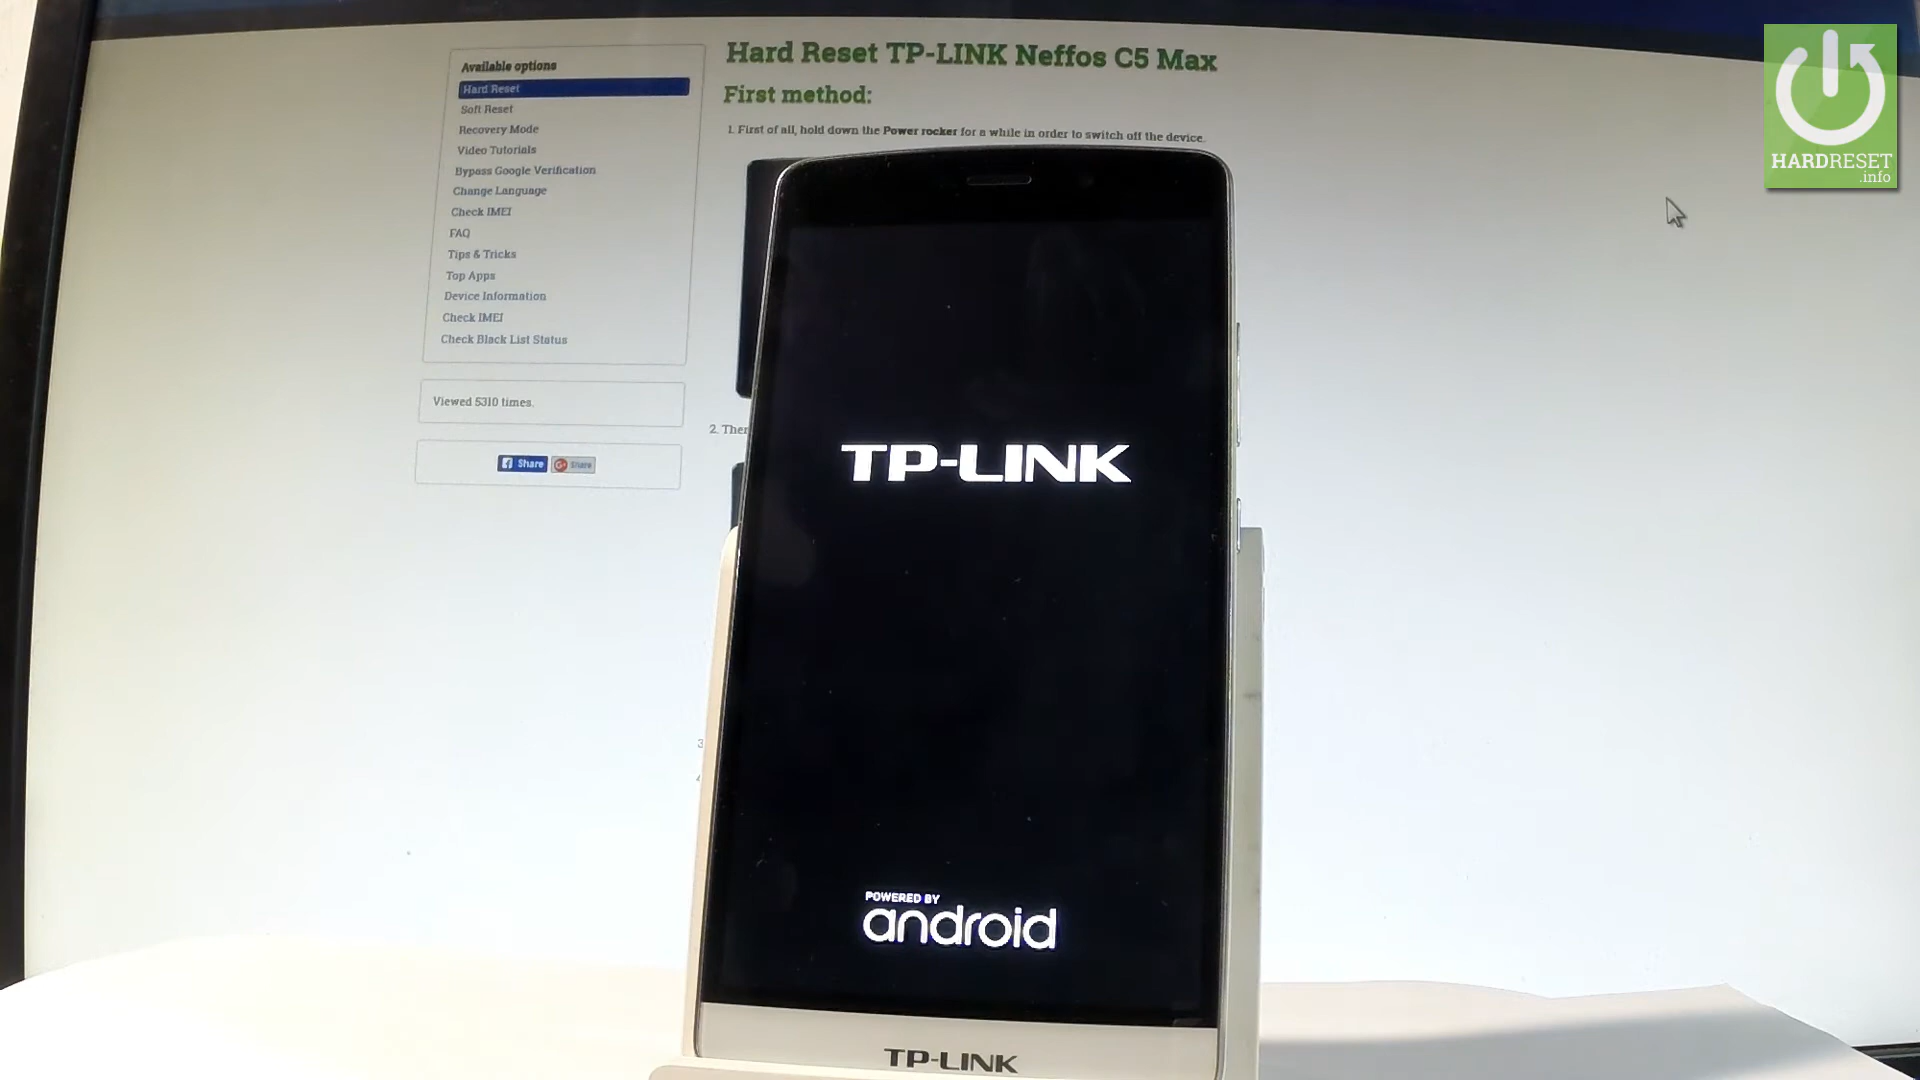 Hard Reset TP-LINK Neffos C5 Max
First method:
1. First of all, hold down the Power rocker for a while in order to switch off the device.
Available options
Hard Reset
Soft Reset
Recovery Mode
Video Tutorials
Bypass Google Verification
Change Language
Check IMEI
FAQ
Tips & Tricks
Top Apps
Device Information
Check IMEI
Check Black List Status
Viewed 5310 times.
Share
Share
2.
3
TP-LINK
POWERED BY
android
TP-LINK
HARDRESET
.info